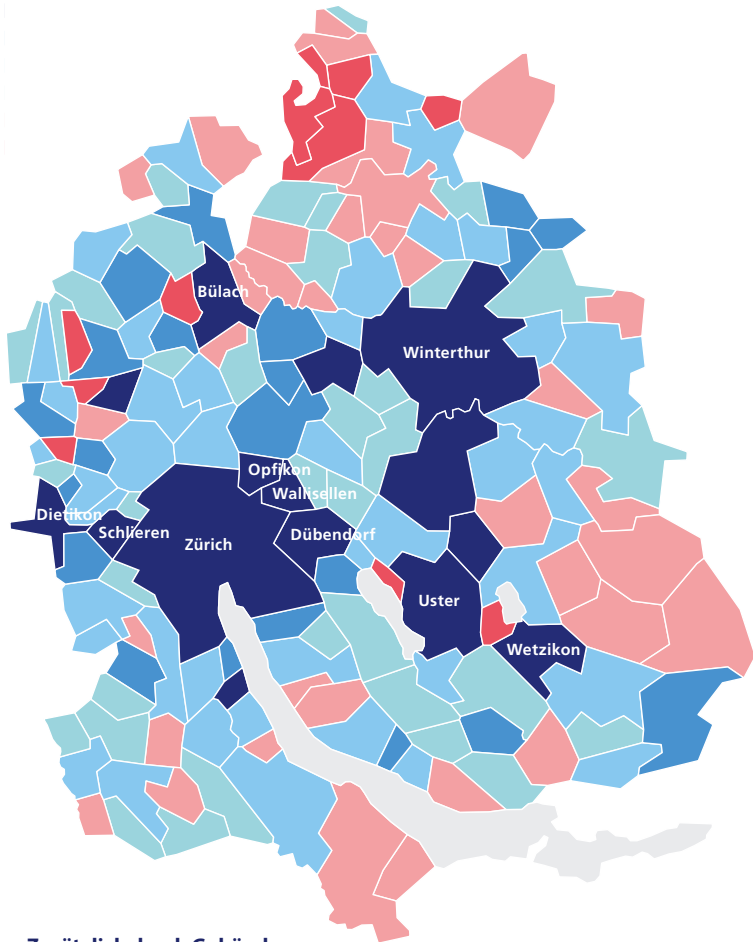 Bülach
Winterthur
Opfikon
Wallisellen
Dietikon
Schlieren
Zürich
Dübendorf
Uster
Wetzikon